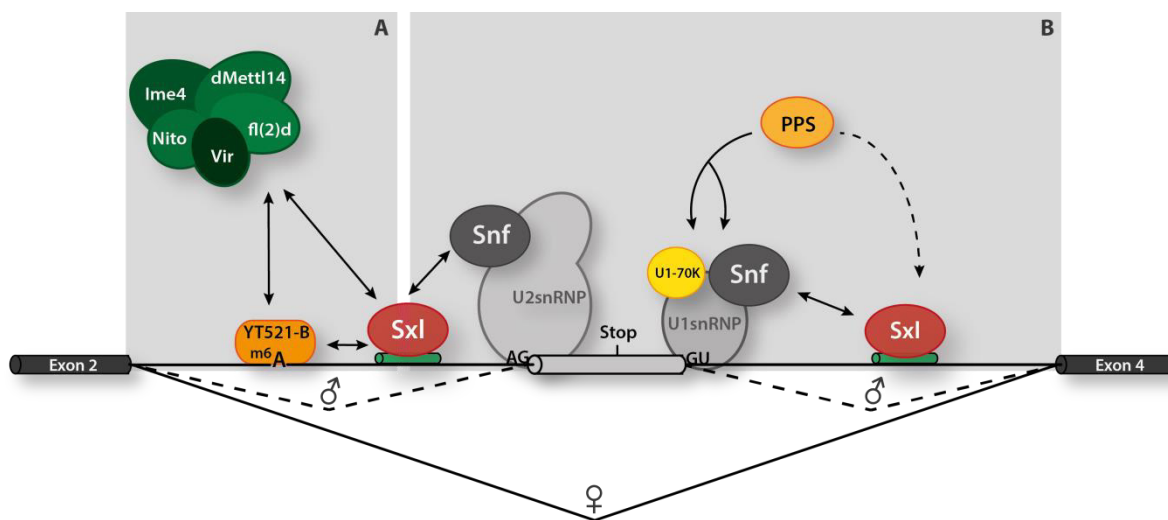 A
B
Ime4
dMettl14
Nito
fl(2)d
Vir
PPS
Snf
U1-70K
Snf
U2snRNP
U1snRNP
YT521-B
m6A
Sxl
Stop
Sxl
Exon 2
AG
GU
Exon 4
♂
♂
♀